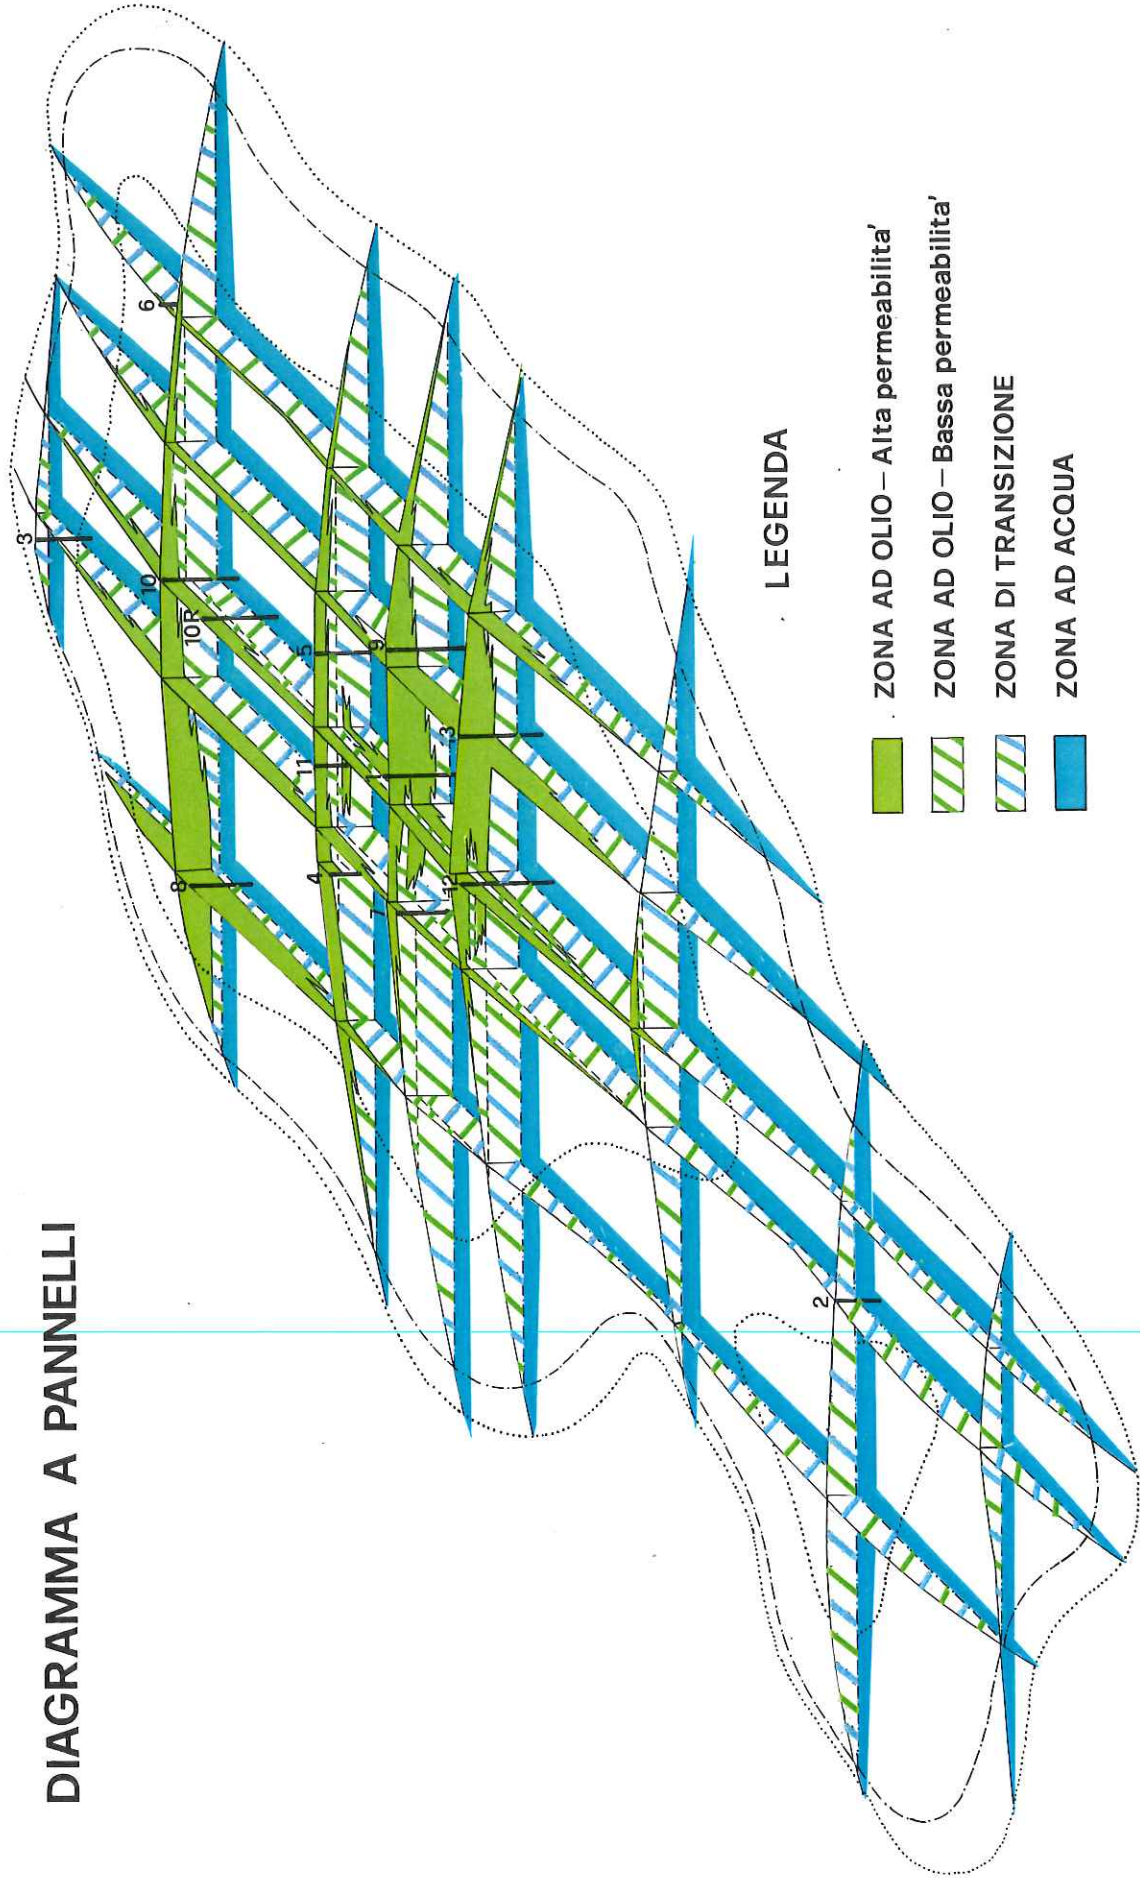 DIAGRAMMA A PANNELLI
3
6
10
8
10R
4
11
5
9
12
3
2
LEGENDA
ZONA AD OLIO – Alta permeabilita'
ZONA AD OLIO – Bassa permeabilita'
ZONA DI TRANSIZIONE
ZONA AD ACQUA